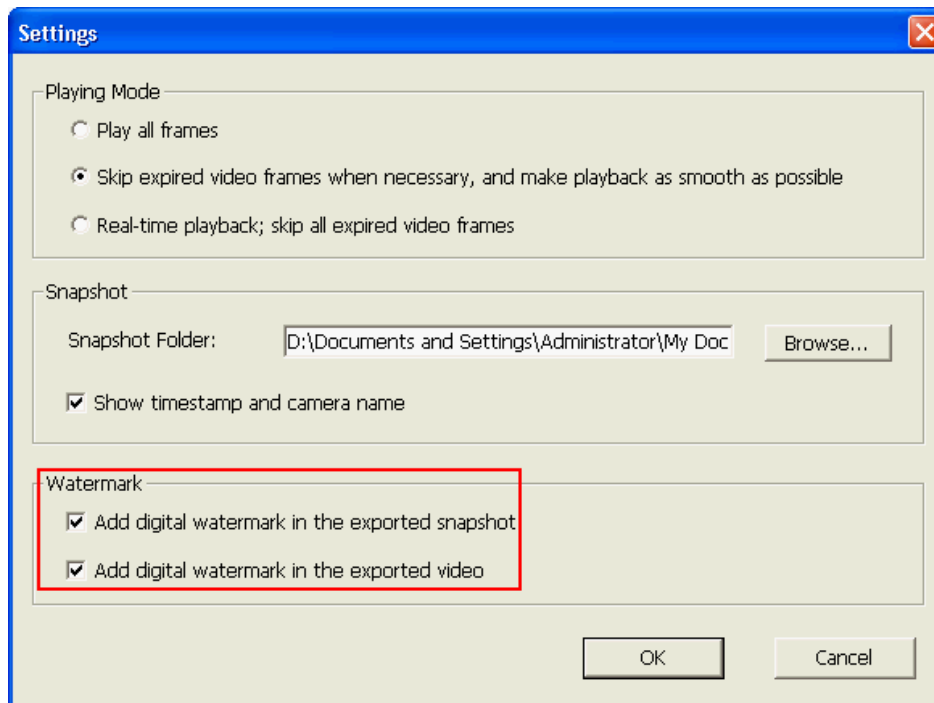 Settings
Playing Mode
Play all frames
Skip expired video frames when necessary, and make playback as smooth as possible
Real-time playback; skip all expired video frames
Snapshot
Snapshot Folder: D:\Documents and Settings\Administrator\My Doc Browse...
Show timestamp and camera name
Watermark
Add digital watermark in the exported snapshot
Add digital watermark in the exported video
OK Cancel